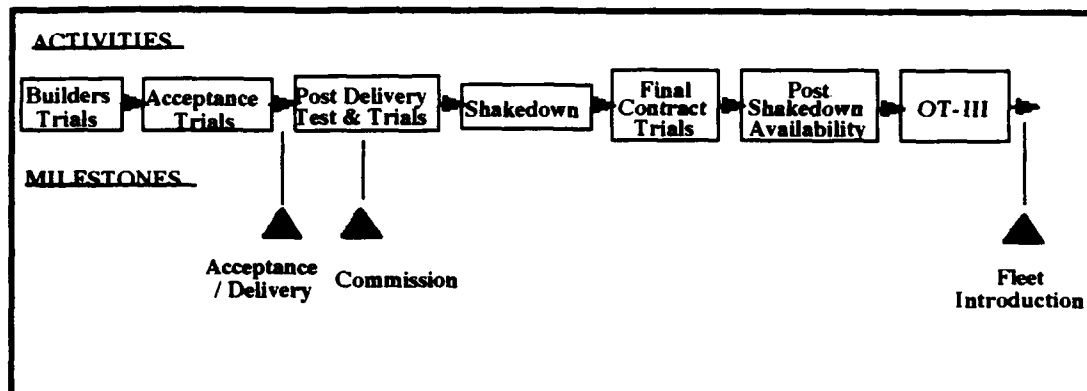 ACTIVITIES
Builders
Trials
Acceptance
Trials
Post Delivery
Test & Trials
Shakedown
Final
Contract
Trials
Post
Shakedown
Availability
OT-III
MILESTONES
Acceptance
/ Delivery
Commission
Fleet
Introduction